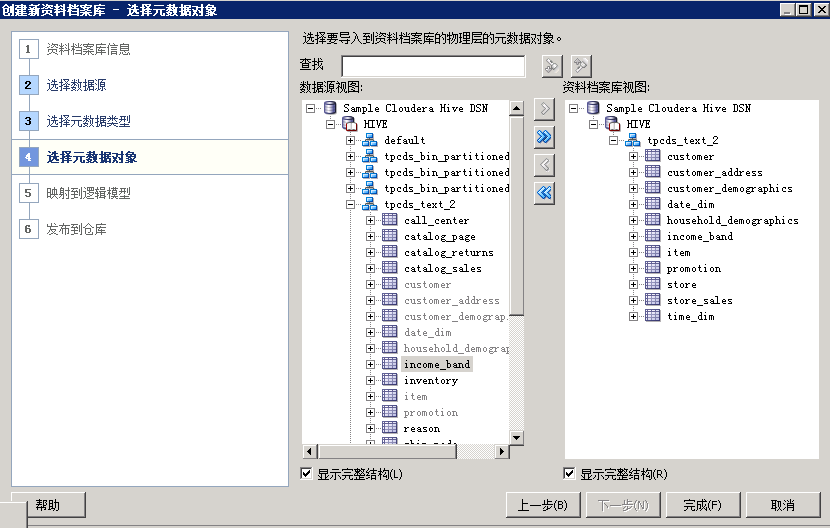 创建新资料档案库 - 选择元数据对象
1 资料档案库信息
2 选择数据源
3 选择元数据类型
4 选择元数据对象
5 映射到逻辑模型
6 发布到仓库
选择要导入到资料档案库的物理层的元数据对象。
查找
数据源视图:
Sample Cloudera Hive DSN
HIVE
default
tpcds_bin_partitioned
tpcds_bin_partitioned
tpcds_bin_partitioned
tpcds_text_2
call_center
catalog_page
catalog_returns
catalog_sales
customer
customer_address
customer_demograp
date_dim
household_demograp
income_band
inventory
item
promotion
reason
显示完整结构(L)
资料档案库视图:
Sample Cloudera Hive DSN
HIVE
tpcds_text_2
customer
customer_address
customer_demographics
date_dim
household_demographics
income_band
item
promotion
store
store_sales
time_dim
显示完整结构(R)
帮助
上一步(B)
下一步(N)
完成(F)
取消